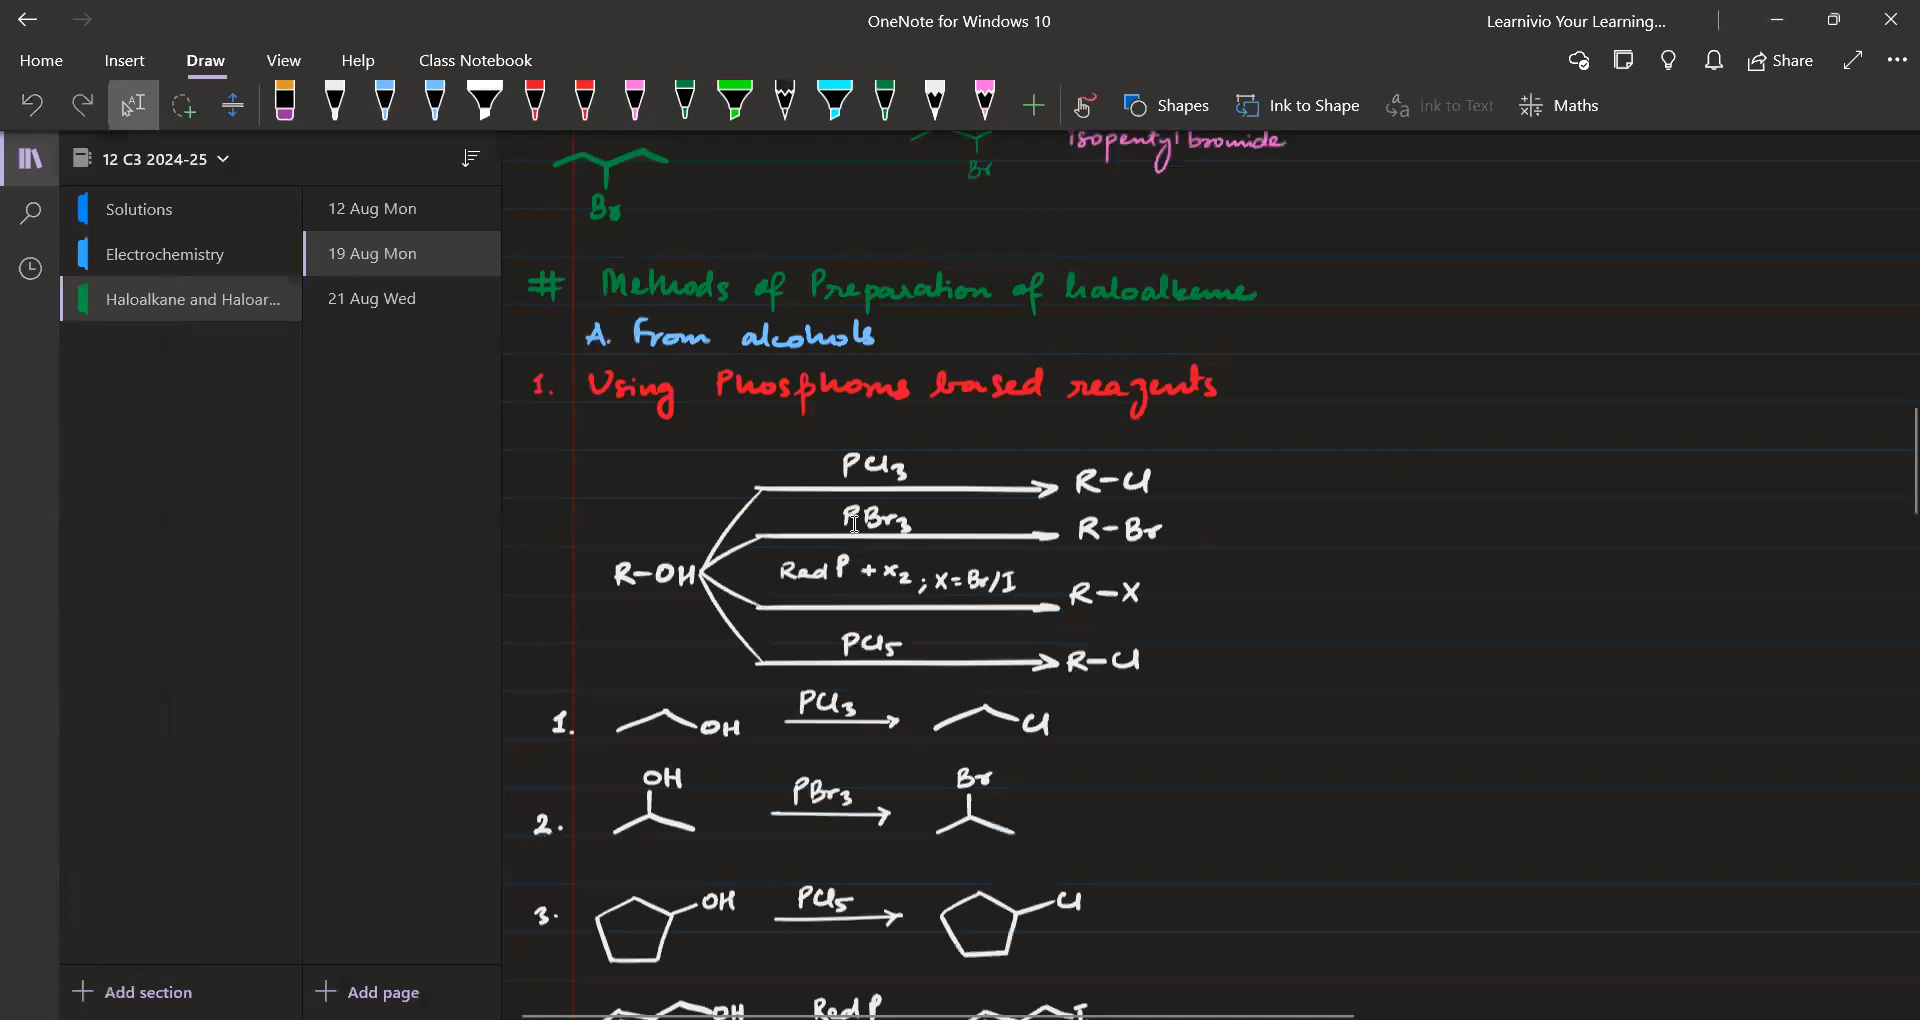 OneNote for Windows 10
Learnivio Your Learning...
Home Insert Draw View Help Class Notebook
Share
Shapes Ink to Shape Ink to Text Maths
12 C3 2024-25
Solutions
Electrochemistry
Haloalkane and Haloar...
12 Aug Mon
19 Aug Mon
21 Aug Wed
Add section
Add page
Br
Br
isopentyl bromide
# Methods of Preparation of haloalkane
A. From alcohols
1. Using Phosphorus based reagents
PCl3 R-Cl
PBr3 R-Br
R-OH Red P + X2 ; X=Br/I R-X
PCl5 R-Cl
1. OH PCl3 Cl
2. OH PBr3 Br
3. OH PCl5 Cl
OH Red P I